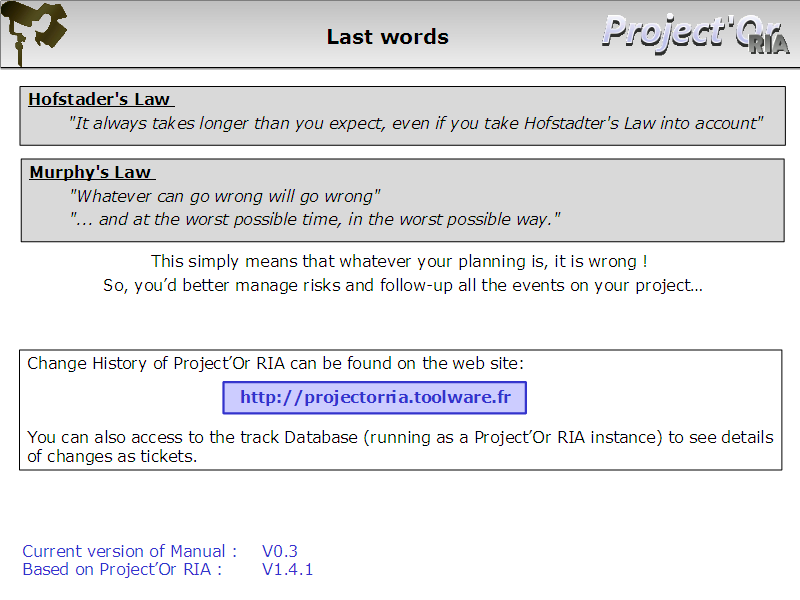 Last words
Project'Or
RIA
Hofstader's Law
"It always takes longer than you expect, even if you take Hofstadter's Law into account"
Murphy's Law
"Whatever can go wrong will go wrong"
"... and at the worst possible time, in the worst possible way."
This simply means that whatever your planning is, it is wrong !
So, you’d better manage risks and follow-up all the events on your project…
Change History of Project’Or RIA can be found on the web site:
http://projectorria.toolware.fr
You can also access to the track Database (running as a Project’Or RIA instance) to see details
of changes as tickets.
Current version of Manual : V0.3
Based on Project’Or RIA : V1.4.1